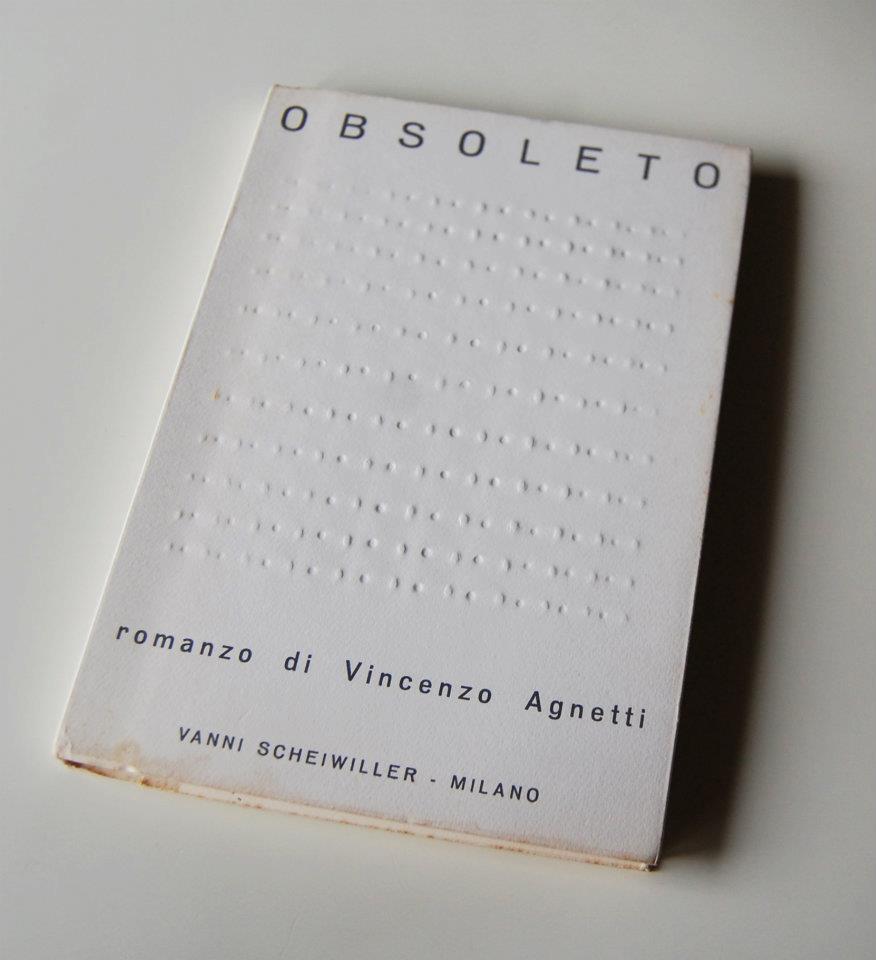 OBSOLETO
romanzo di Vincenzo Agnetti
VANNI SCHEIWILLER - MILANO